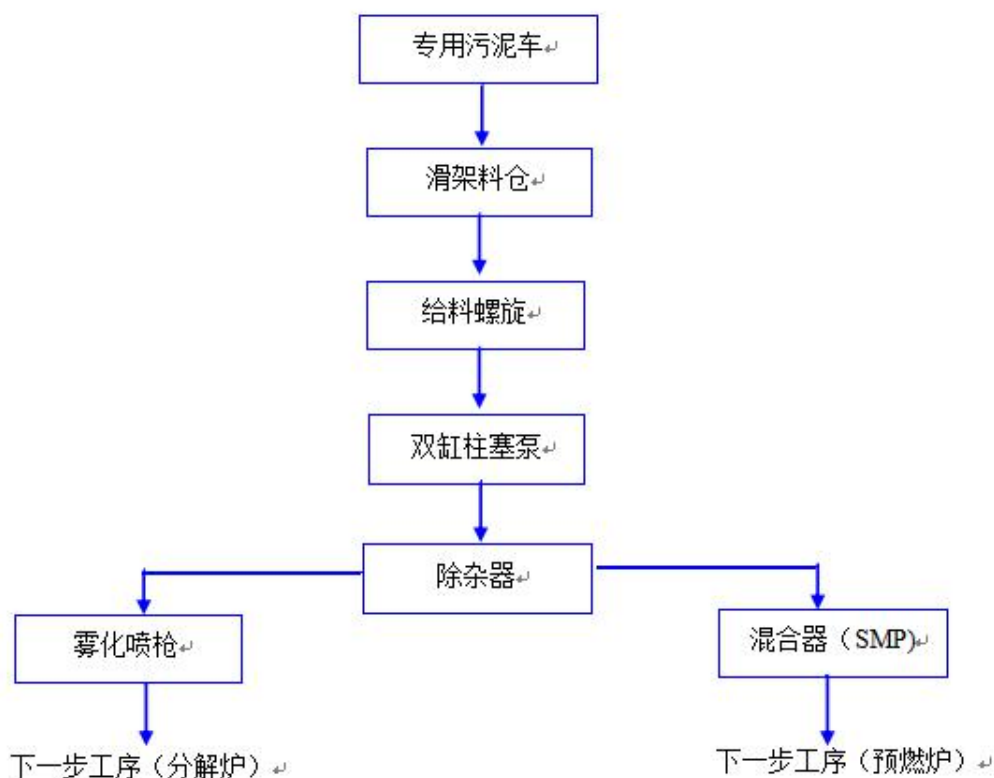 专用污泥车
滑架料仓
给料螺旋
双缸柱塞泵
除杂器
雾化喷枪
混合器（SMP)
下一步工序（分解炉）
下一步工序（预燃炉）